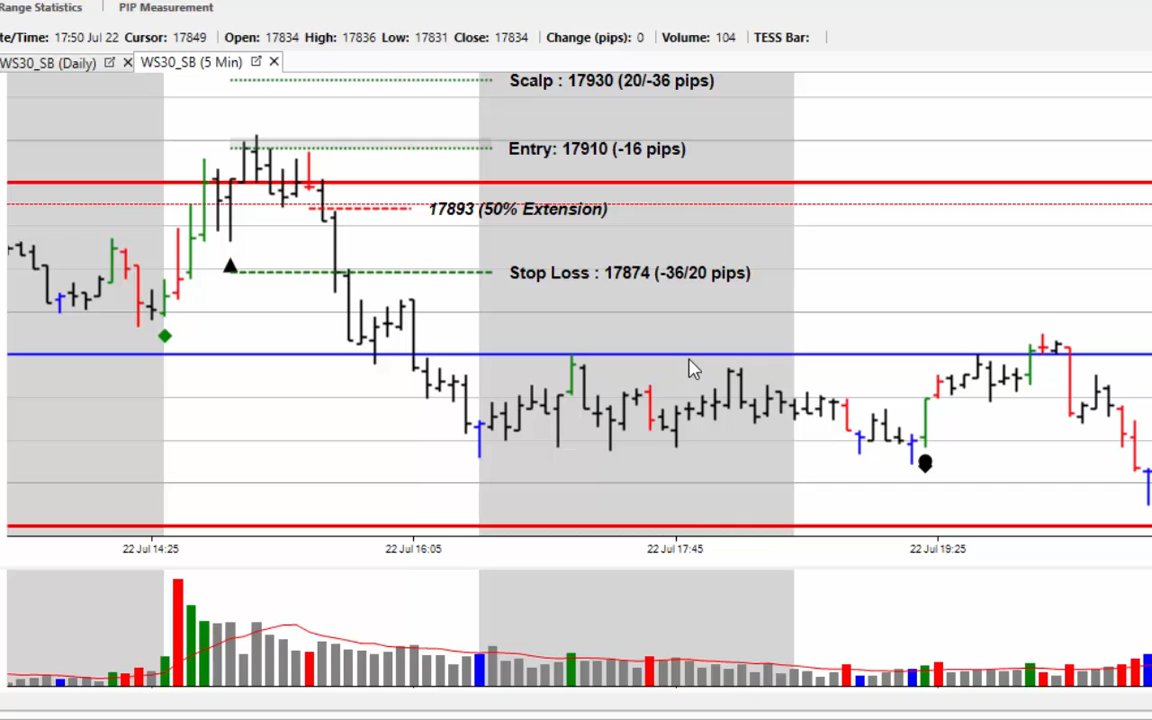 Range Statistics | PIP Measurement
te/Time: 17:50 Jul 22 Cursor: 17849 | Open: 17834 High: 17836 Low: 17831 Close: 17834 | Change (pips): 0 | Volume: 104 | TESS Bar: |
WS30_SB (Daily) WS30_SB (5 Min)
Scalp : 17930 (20/-36 pips)
Entry: 17910 (-16 pips)
17893 (50% Extension)
Stop Loss : 17874 (-36/20 pips)
22 Jul 14:25 22 Jul 16:05 22 Jul 17:45 22 Jul 19:25